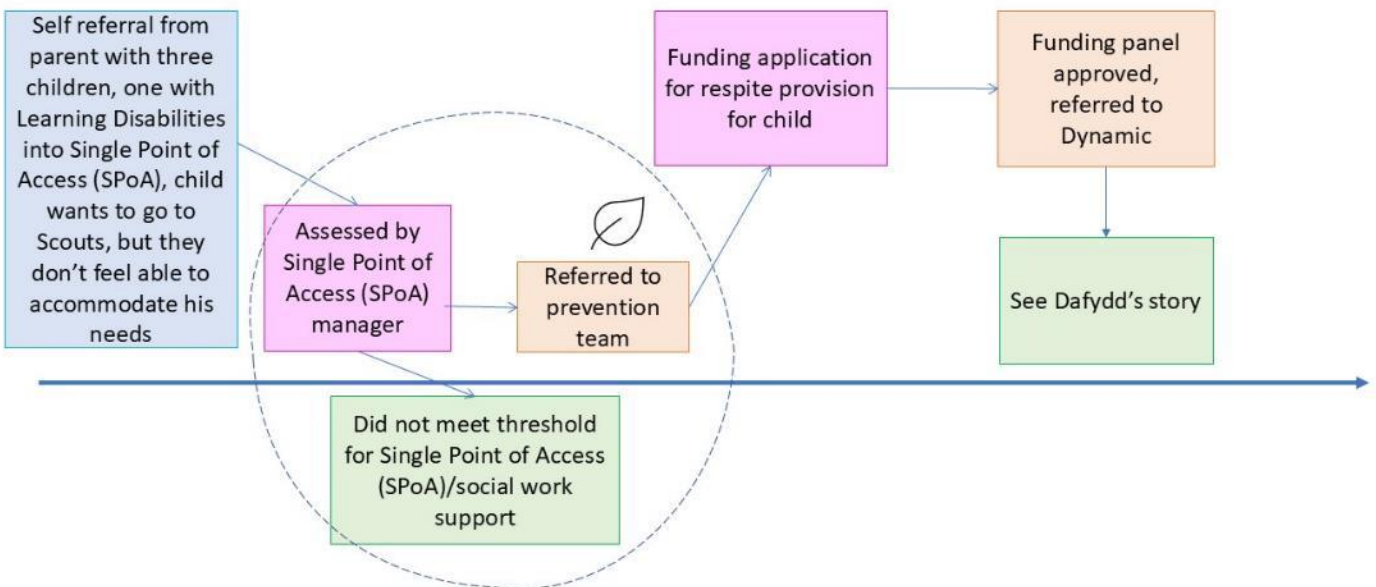 Self referral from
parent with three
children, one with
Learning Disabilities
into Single Point of
Access (SPoA), child
wants to go to
Scouts, but they
don’t feel able to
accommodate his
needs
Assessed by
Single Point of
Access (SPoA)
manager
Did not meet threshold
for Single Point of Access
(SPoA)/social work
support
Referred to
prevention
team
Funding application
for respite provision
for child
Funding panel
approved,
referred to
Dynamic
See Dafydd’s story